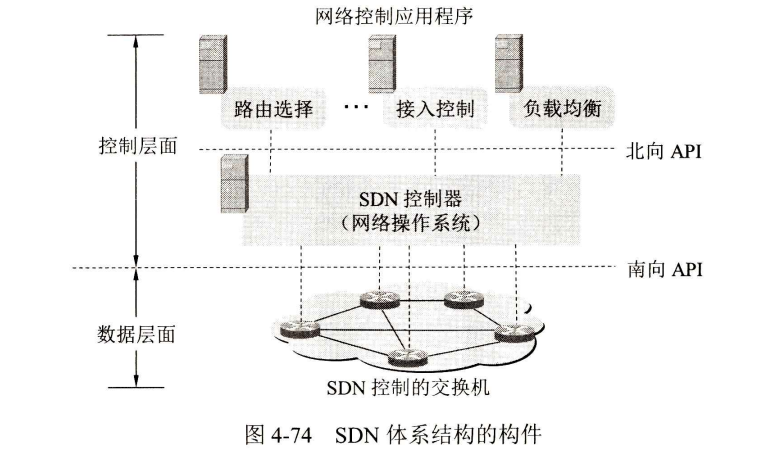 网络控制应用程序
路由选择 … 接入控制 负载均衡
控制层面
北向 API
SDN 控制器
（网络操作系统）
南向 API
数据层面
SDN 控制的交换机
图 4-74 SDN 体系结构的构件